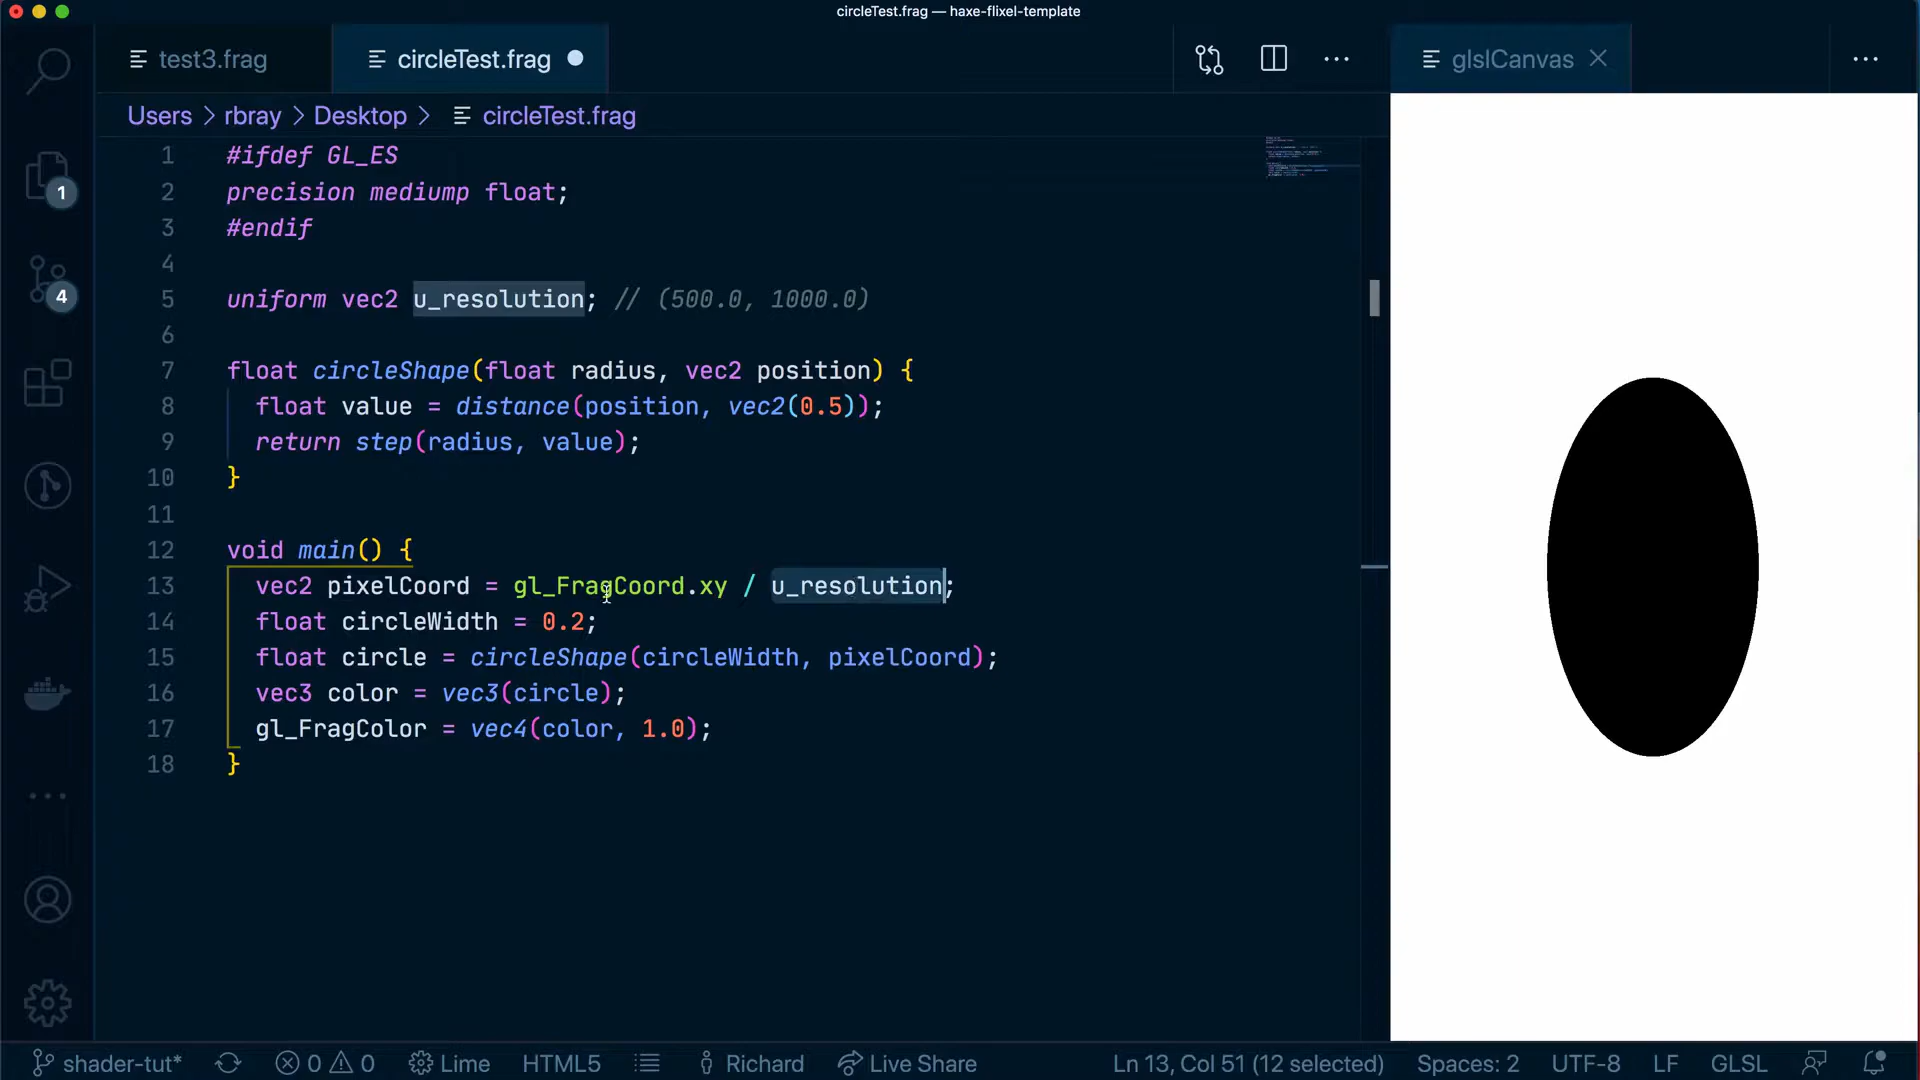 circleTest.frag — haxe-flixel-template
test3.frag
circleTest.frag
glslCanvas
Users > rbray > Desktop > circleTest.frag
1 #ifdef GL_ES
2 precision mediump float;
3 #endif
4
5 uniform vec2 u_resolution; // (500.0, 1000.0)
6
7 float circleShape(float radius, vec2 position) {
8 float value = distance(position, vec2(0.5));
9 return step(radius, value);
10 }
11
12 void main() {
13 vec2 pixelCoord = gl_FragCoord.xy / u_resolution;
14 float circleWidth = 0.2;
15 float circle = circleShape(circleWidth, pixelCoord);
16 vec3 color = vec3(circle);
17 gl_FragColor = vec4(color, 1.0);
18 }
1
4
shader-tut* 0 0 Lime HTML5 Richard Live Share Ln 13, Col 51 (12 selected) Spaces: 2 UTF-8 LF GLSL